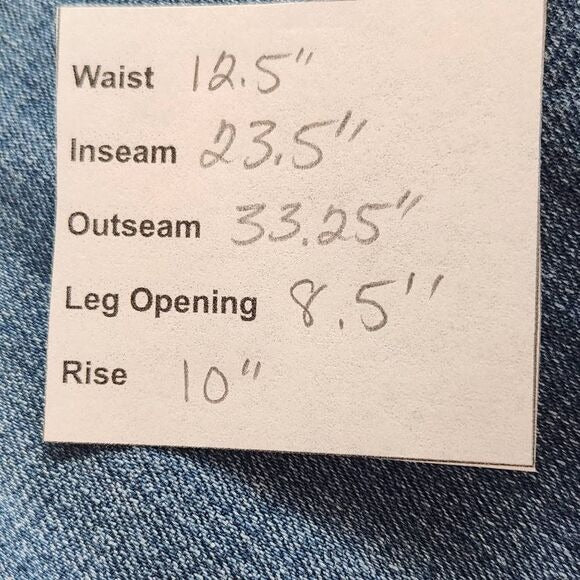 Waist 12.5"
Inseam 23.5"
Outseam 33.25"
Leg Opening 8.5"
Rise 10"